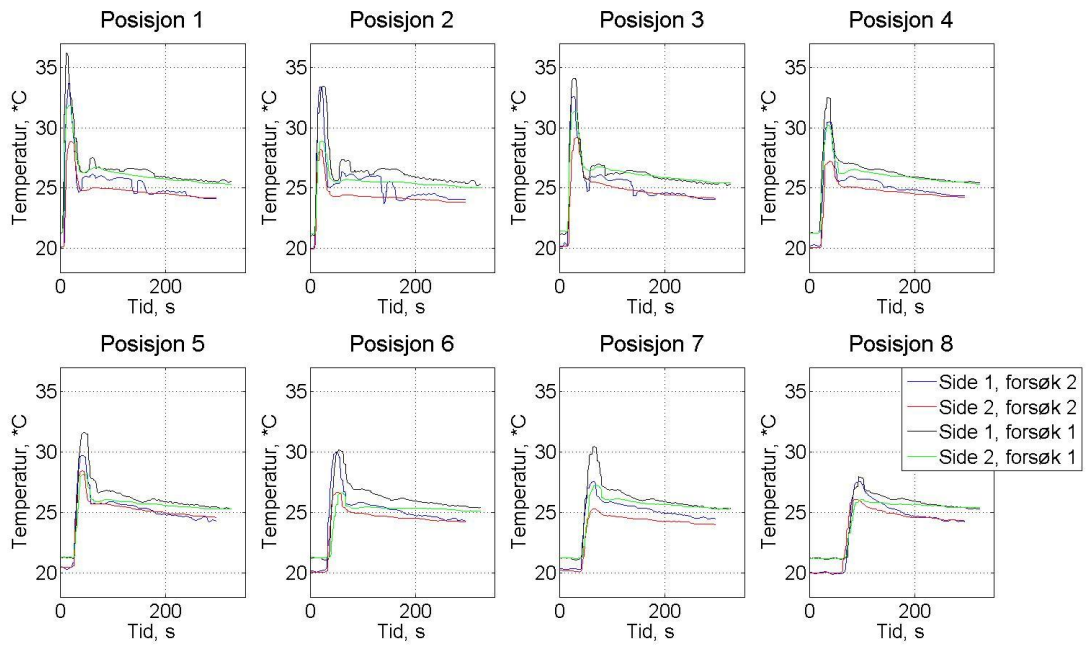 Posisjon 1
Posisjon 2
Posisjon 3
Posisjon 4
35
30
25
20
Temperatur, *C
0
200
Tid, s
35
30
25
20
Temperatur, *C
0
200
Tid, s
35
30
25
20
Temperatur, *C
0
200
Tid, s
35
30
25
20
Temperatur, *C
0
200
Tid, s
Posisjon 5
Posisjon 6
Posisjon 7
Posisjon 8
35
30
25
20
Temperatur, *C
0
200
Tid, s
35
30
25
20
Temperatur, *C
0
200
Tid, s
35
30
25
20
Temperatur, *C
0
200
Tid, s
35
30
25
20
Temperatur, *C
0
200
Tid, s
Side 1, forsøk 2
Side 2, forsøk 2
Side 1, forsøk 1
Side 2, forsøk 1